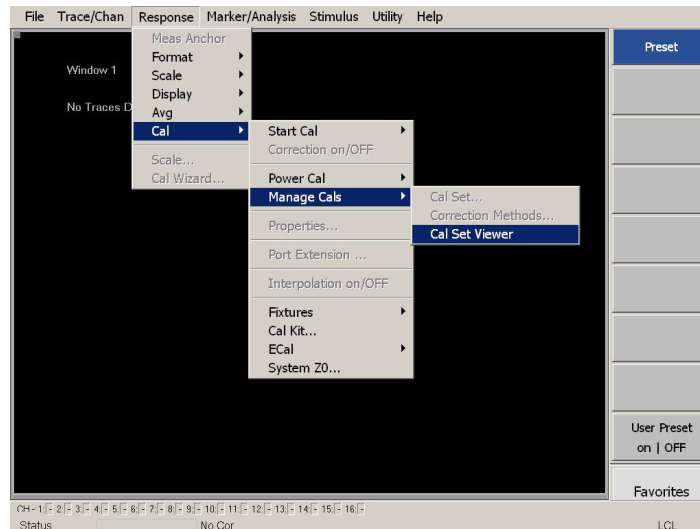 File Trace/Chan Response Marker/Analysis Stimulus Utility Help
Window 1
No Traces D
Meas Anchor
Format
Scale
Display
Avg
Cal
Scale...
Cal Wizard...
Start Cal
Correction on/OFF
Power Cal
Manage Cals
Properties...
Port Extension ...
Interpolation on/OFF
Fixtures
Cal Kit...
ECal
System Z0...
Cal Set...
Correction Methods...
Cal Set Viewer
Preset
User Preset
on | OFF
Favorites
CH- 1:- 2:- 3:- 4:- 5:- 6:- 7:- 8:- 9:- 10:- 11:- 12:- 13:- 14:- 15:- 16:-
Status No Cor LCL